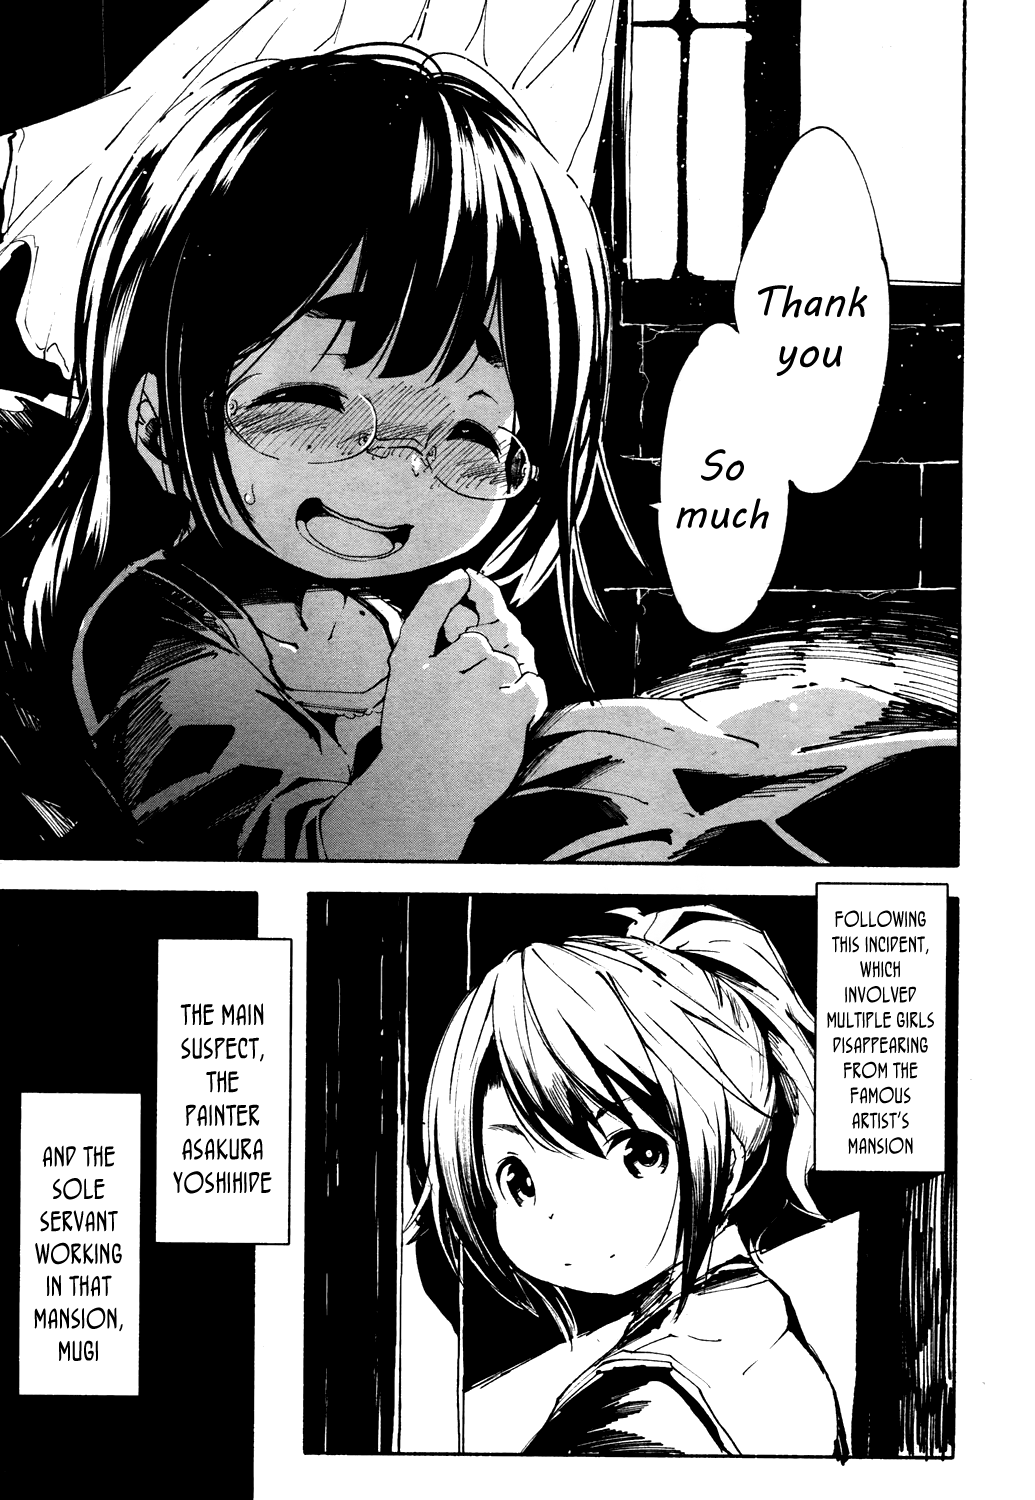 Thank
you
So
much
FOLLOWING
THIS INCIDENT,
WHICH
INVOLVED
MULTIPLE GIRLS
DISAPPEARING
FROM THE
FAMOUS
ARTIST'S
MANSION
THE MAIN
SUSPECT,
THE
PAINTER
ASAKURA
YOSHIHIDE
AND THE
SOLE
SERVANT
WORKING
IN THAT
MANSION,
MUGI